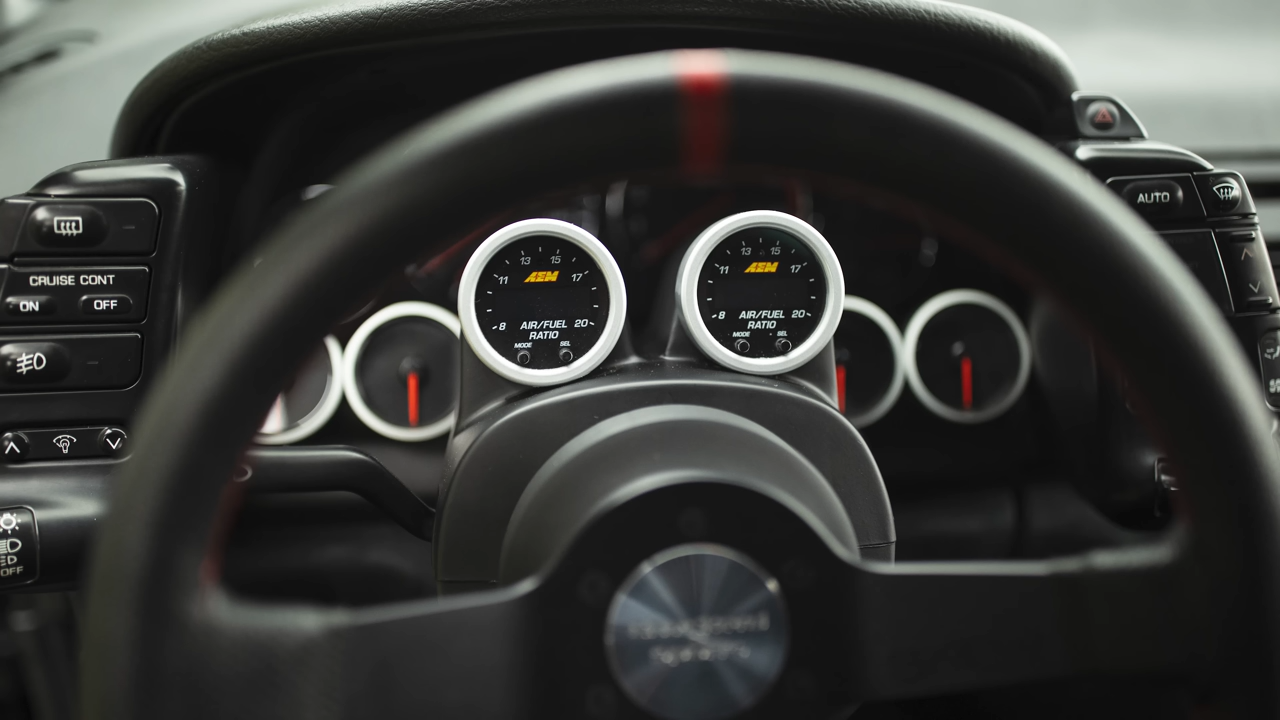 AUTO
CRUISE CONT
ON OFF
OFF
11 13 15 17
AEM
8 AIR/FUEL 20
RATIO
MODE SEL
11 13 15 17
AEM
8 AIR/FUEL 20
RATIO
MODE SEL